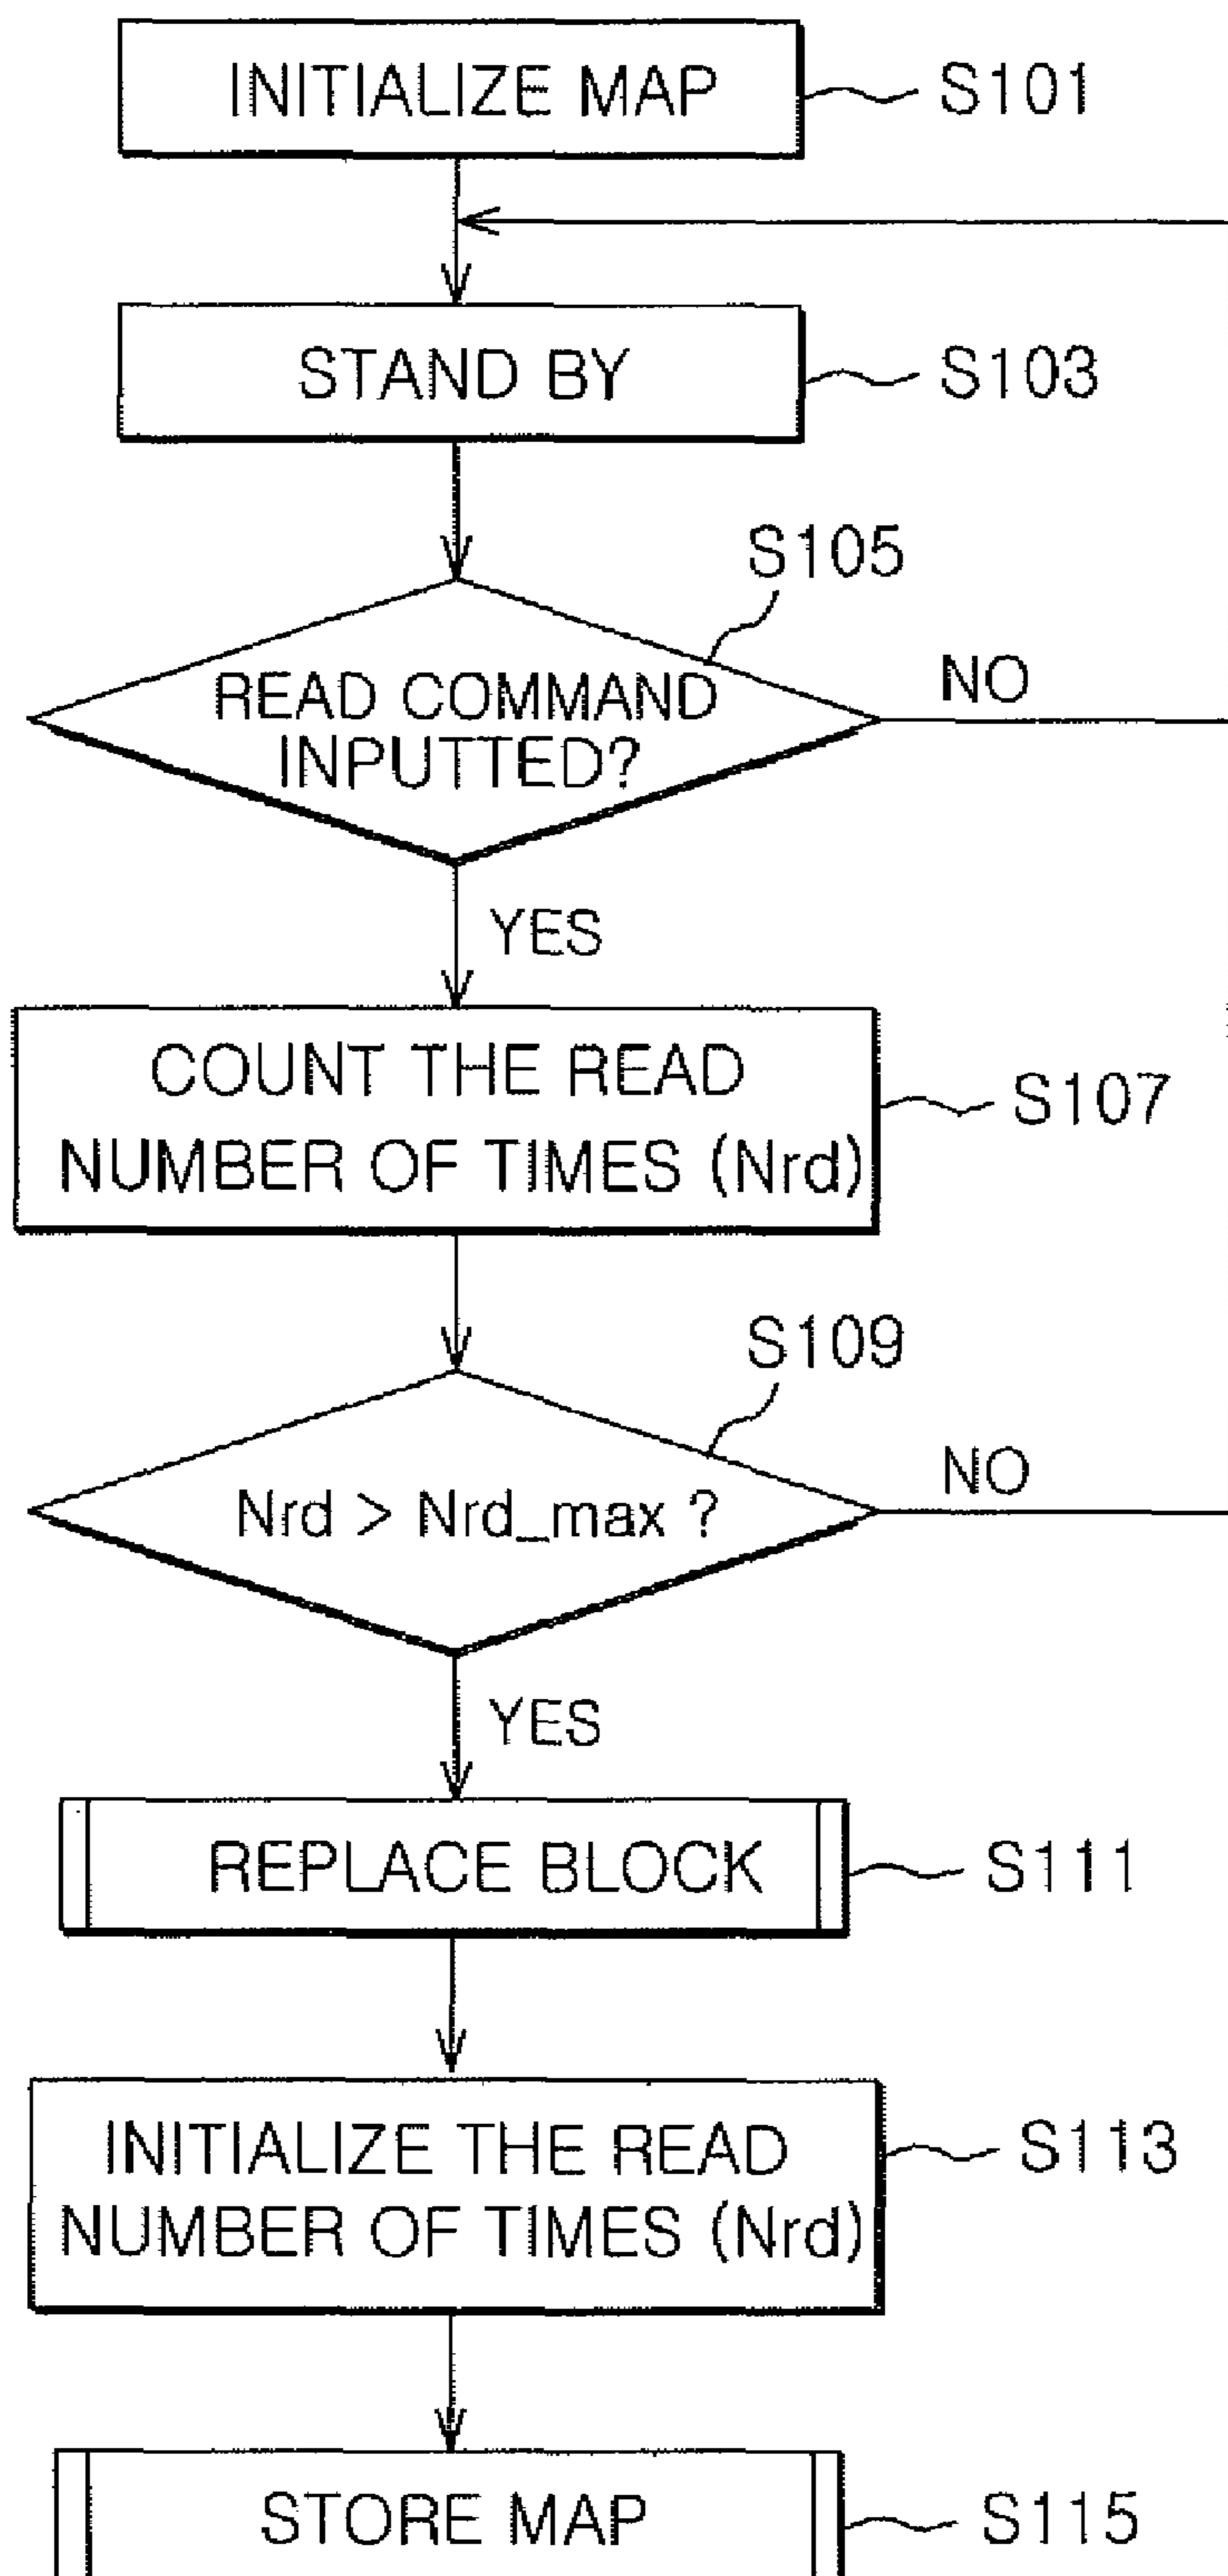 INITIALIZE MAP
S101
STAND BY
S103
S105
READ COMMAND
INPUTTED?
NO
YES
COUNT THE READ
NUMBER OF TIMES (Nrd)
S107
S109
Nrd > Nrd_max ?
NO
YES
REPLACE BLOCK
S111
INITIALIZE THE READ
NUMBER OF TIMES (Nrd)
S113
STORE MAP
S115